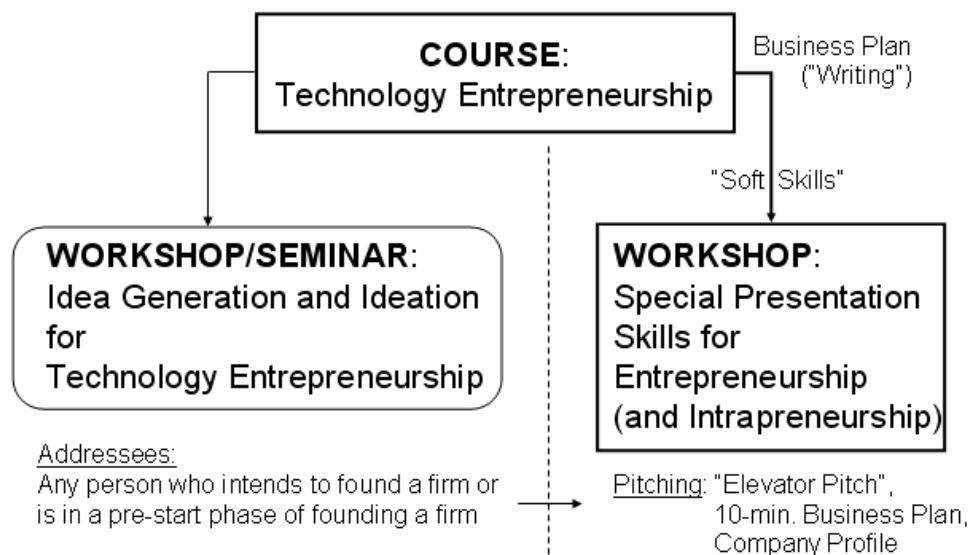 COURSE:
Technology Entrepreneurship
Business Plan
("Writing")
"Soft Skills"
WORKSHOP/SEMINAR:
Idea Generation and Ideation
for
Technology Entrepreneurship
WORKSHOP:
Special Presentation
Skills for
Entrepreneurship
(and Intrapreneurship)
Addressees:
Any person who intends to found a firm or
is in a pre-start phase of founding a firm
Pitching: "Elevator Pitch",
10-min. Business Plan,
Company Profile